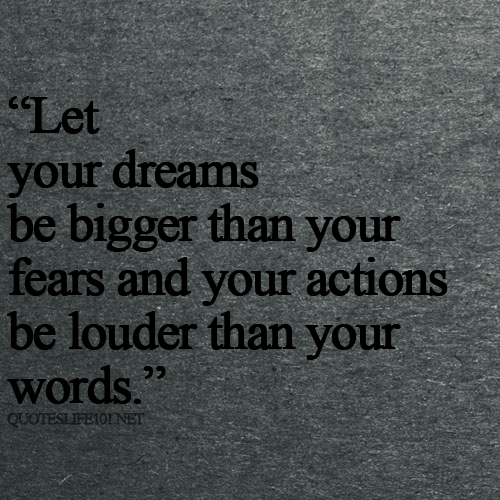 “Let
your dreams
be bigger than your
fears and your actions
be louder than your
words.”
QUOTESLIFE101.NET